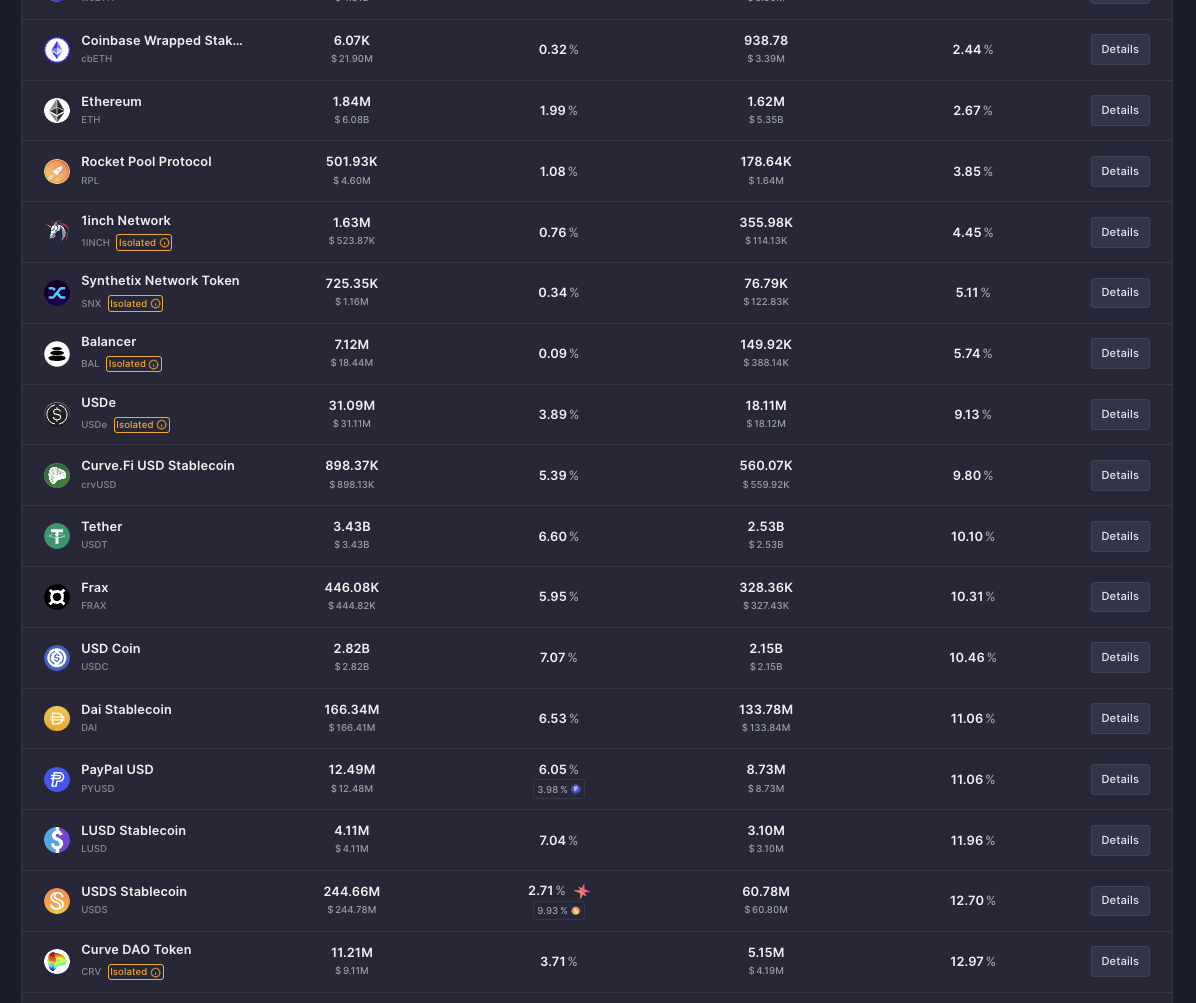 Coinbase Wrapped Stak...
cbETH
6.07K
$ 21.90M
0.32 %
938.78
$ 3.39M
2.44 %
Details
Ethereum
ETH
1.84M
$ 6.08B
1.99 %
1.62M
$ 5.35B
2.67 %
Details
Rocket Pool Protocol
RPL
501.93K
$ 4.60M
1.08 %
178.64K
$ 1.64M
3.85 %
Details
1inch Network
1INCH Isolated
1.63M
$ 523.87K
0.76 %
355.98K
$ 114.13K
4.45 %
Details
Synthetix Network Token
SNX Isolated
725.35K
$ 1.16M
0.34 %
76.79K
$ 122.83K
5.11 %
Details
Balancer
BAL Isolated
7.12M
$ 18.44M
0.09 %
149.92K
$ 388.14K
5.74 %
Details
USDe
USDe Isolated
31.09M
$ 31.11M
3.89 %
18.11M
$ 18.12M
9.13 %
Details
Curve.Fi USD Stablecoin
crvUSD
898.37K
$ 898.13K
5.39 %
560.07K
$ 559.92K
9.80 %
Details
Tether
USDT
3.43B
$ 3.43B
6.60 %
2.53B
$ 2.53B
10.10 %
Details
Frax
FRAX
446.08K
$ 444.82K
5.95 %
328.36K
$ 327.43K
10.31 %
Details
USD Coin
USDC
2.82B
$ 2.82B
7.07 %
2.15B
$ 2.15B
10.46 %
Details
Dai Stablecoin
DAI
166.34M
$ 166.41M
6.53 %
133.78M
$ 133.84M
11.06 %
Details
PayPal USD
PYUSD
12.49M
$ 12.48M
6.05 %
3.98 %
8.73M
$ 8.73M
11.06 %
Details
LUSD Stablecoin
LUSD
4.11M
$ 4.11M
7.04 %
3.10M
$ 3.10M
11.96 %
Details
USDS Stablecoin
USDS
244.66M
$ 244.78M
2.71 %
9.93 %
60.78M
$ 60.80M
12.70 %
Details
Curve DAO Token
CRV Isolated
11.21M
$ 9.11M
3.71 %
5.15M
$ 4.19M
12.97 %
Details